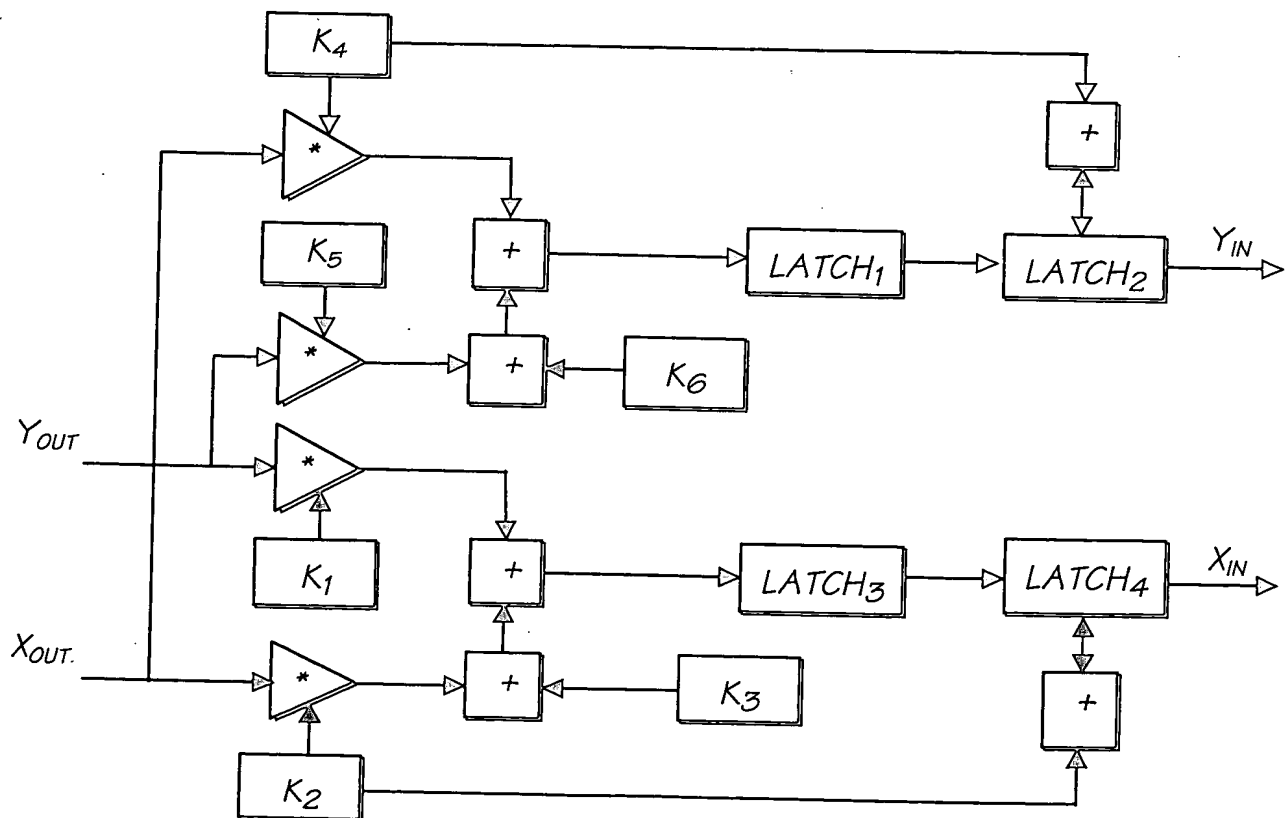 K4
*
+
K5
+
LATCH1
LATCH2
YIN
*
+
K6
YOUT
*
K1
+
LATCH3
LATCH4
XIN
XOUT.
*
+
K3
+
K2